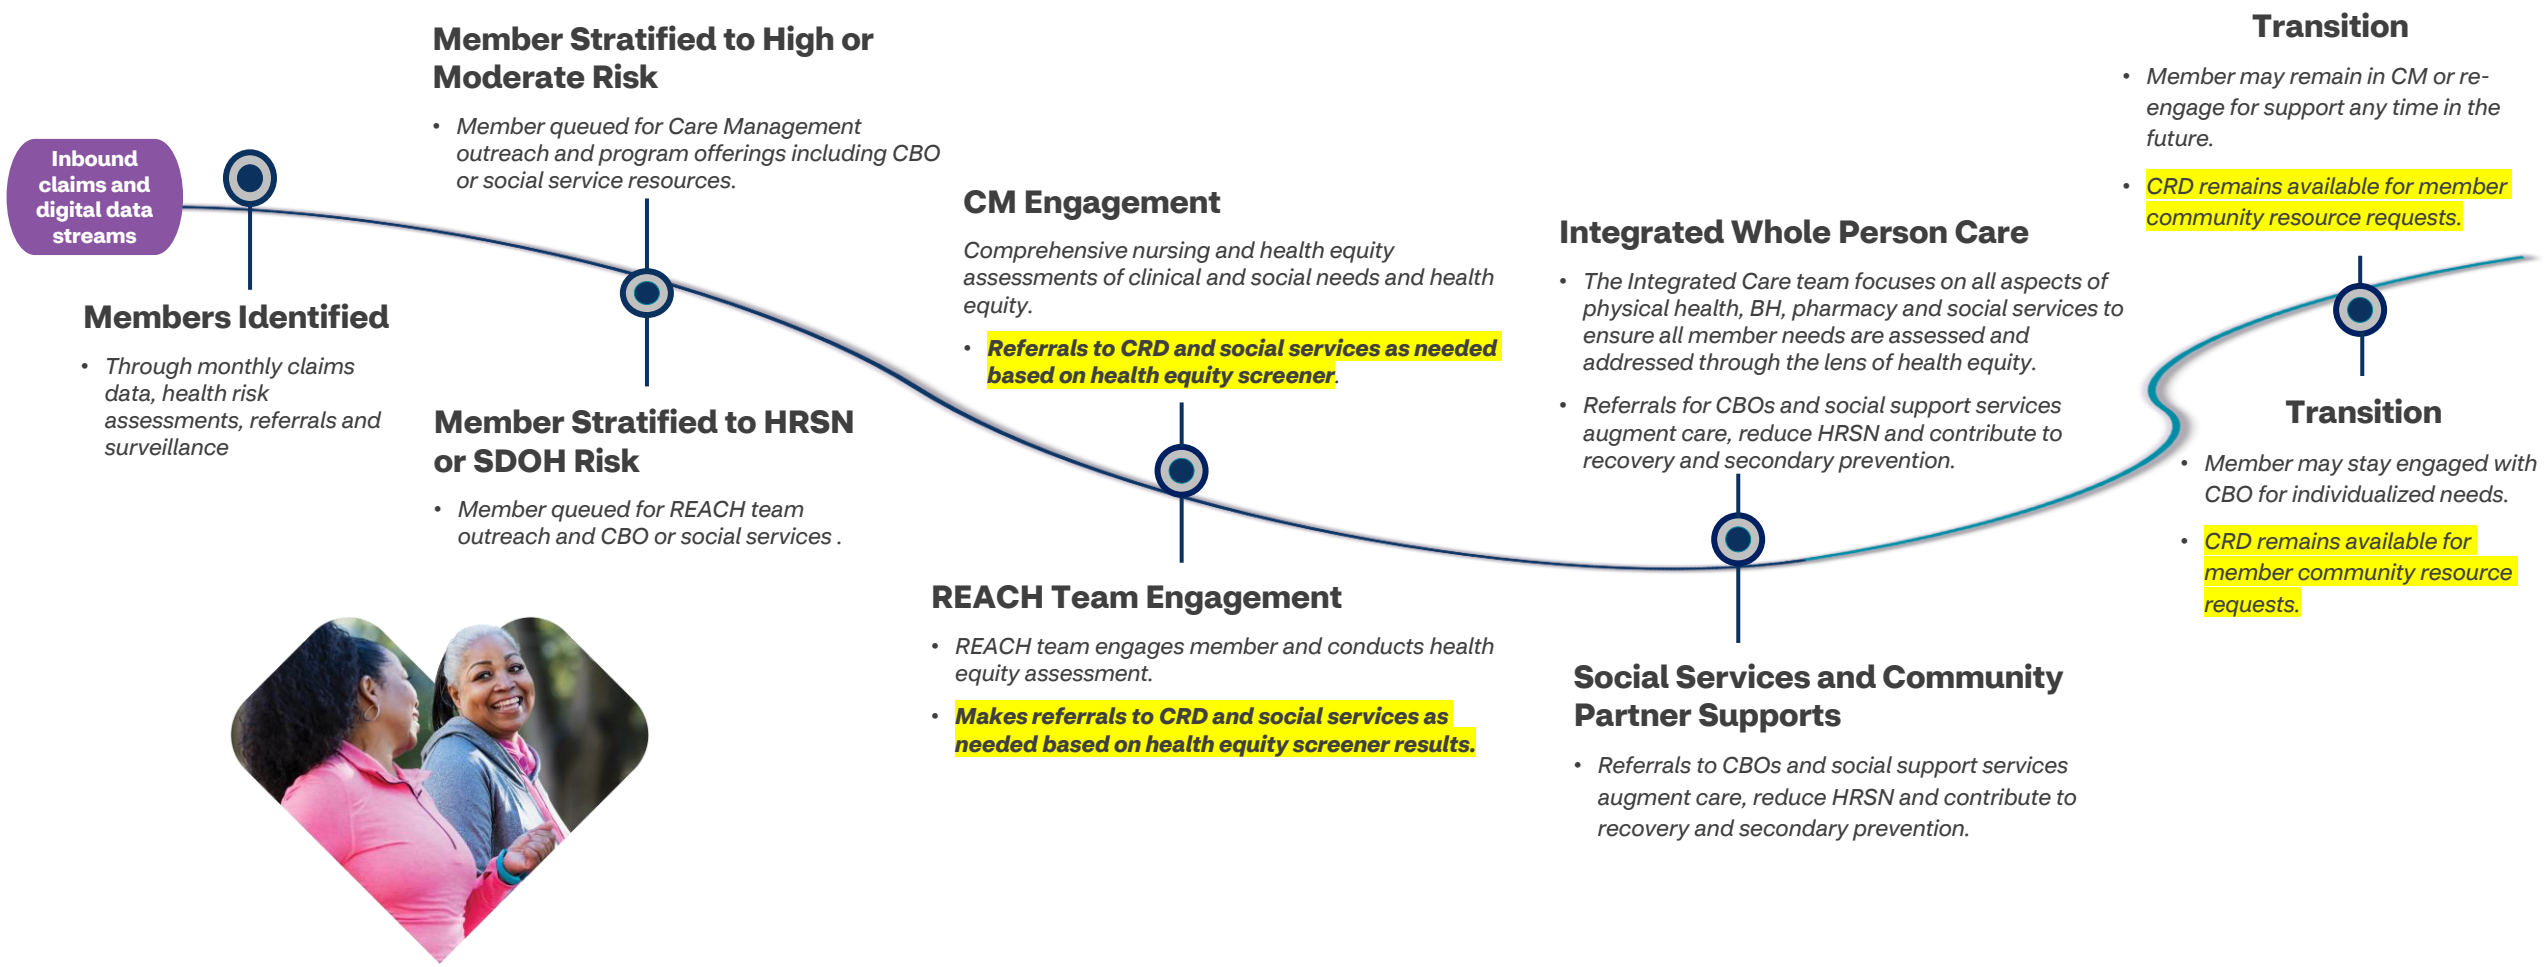 Inbound
claims and
digital data
streams
Members Identified
• Through monthly claims
data, health risk
assessments, referrals and
surveillance
Member Stratified to High or
Moderate Risk
• Member queued for Care Management
outreach and program offerings including CBO
or social service resources.
Member Stratified to HRSN
or SDOH Risk
• Member queued for REACH team
outreach and CBO or social services .
CM Engagement
Comprehensive nursing and health equity
assessments of clinical and social needs and health
equity.
• Referrals to CRD and social services as needed
based on health equity screener.
REACH Team Engagement
• REACH team engages member and conducts health
equity assessment.
• Makes referrals to CRD and social services as
needed based on health equity screener results.
Integrated Whole Person Care
• The Integrated Care team focuses on all aspects of
physical health, BH, pharmacy and social services to
ensure all member needs are assessed and
addressed through the lens of health equity.
• Referrals for CBOs and social support services
augment care, reduce HRSN and contribute to
recovery and secondary prevention.
Social Services and Community
Partner Supports
• Referrals to CBOs and social support services
augment care, reduce HRSN and contribute to
recovery and secondary prevention.
Transition
• Member may remain in CM or re-
engage for support any time in the
future.
• CRD remains available for member
community resource requests.
Transition
• Member may stay engaged with
CBO for individualized needs.
• CRD remains available for
member community resource
requests.